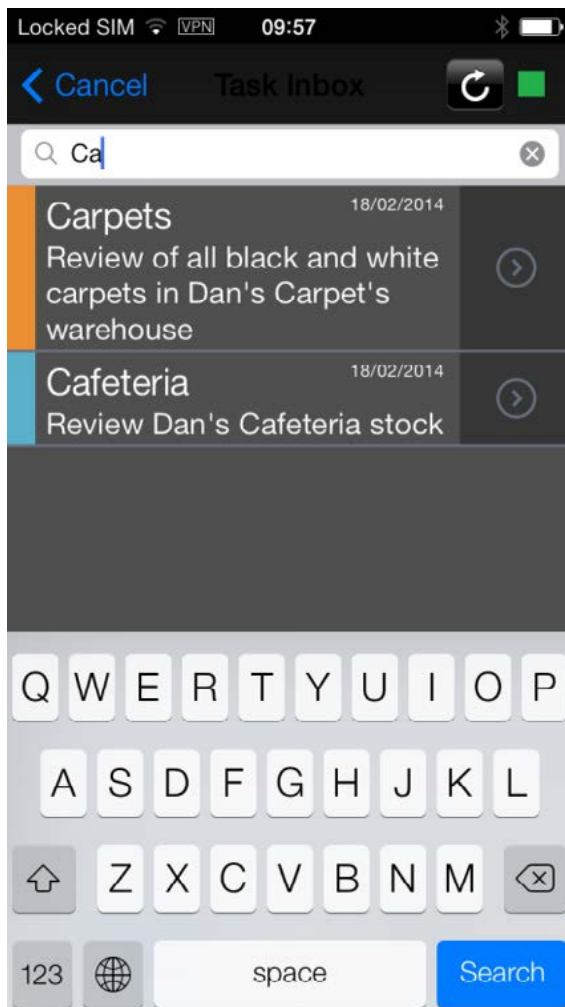 Locked SIM VPN 09:57
Cancel Task Inbox
Ca
Carpets 18/02/2014
Review of all black and white
carpets in Dan's Carpet's
warehouse
Cafeteria 18/02/2014
Review Dan's Cafeteria stock
Q W E R T Y U I O P
A S D F G H J K L
Z X C V B N M
123 space Search